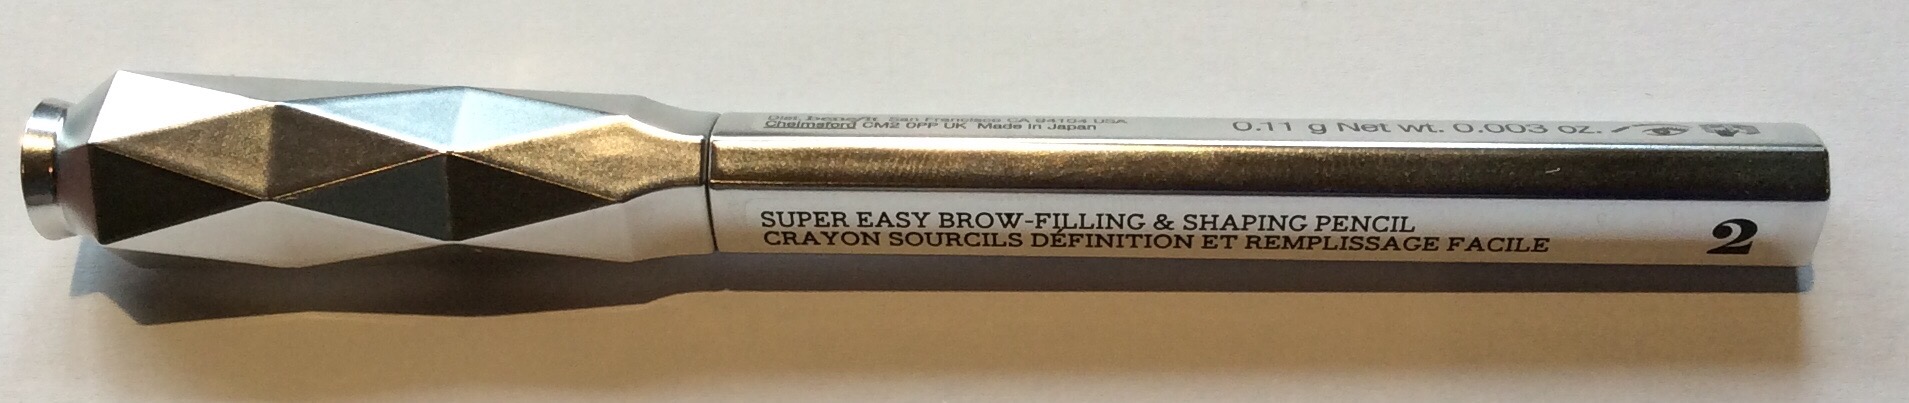 Dist. benefit San Francisco CA 94104 USA
Chelmsford CM2 0PP UK Made in Japan
0.11 g Net wt. 0.003 oz.
SUPER EASY BROW-FILLING & SHAPING PENCIL
CRAYON SOURCILS DÉFINITION ET REMPLISSAGE FACILE
2